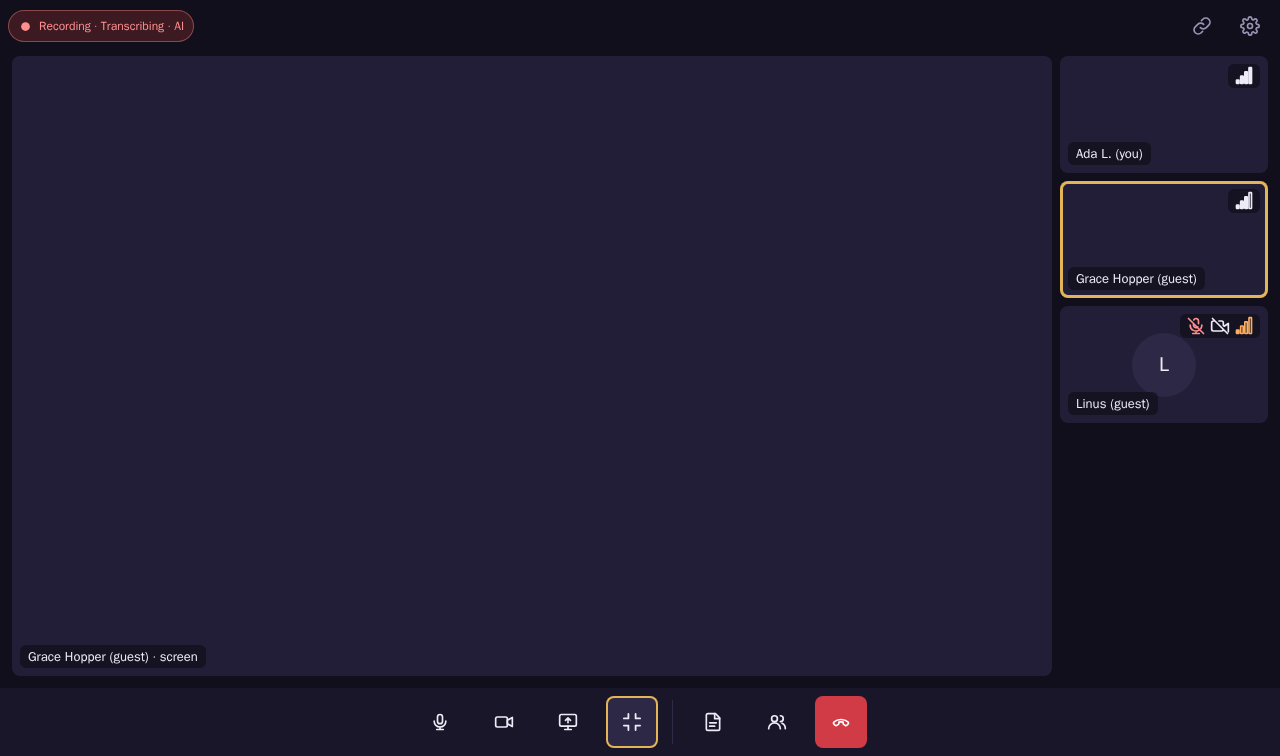 Recording · Transcribing · AI
Ada L. (you)
Grace Hopper (guest)
L
Linus (guest)
Grace Hopper (guest) · screen